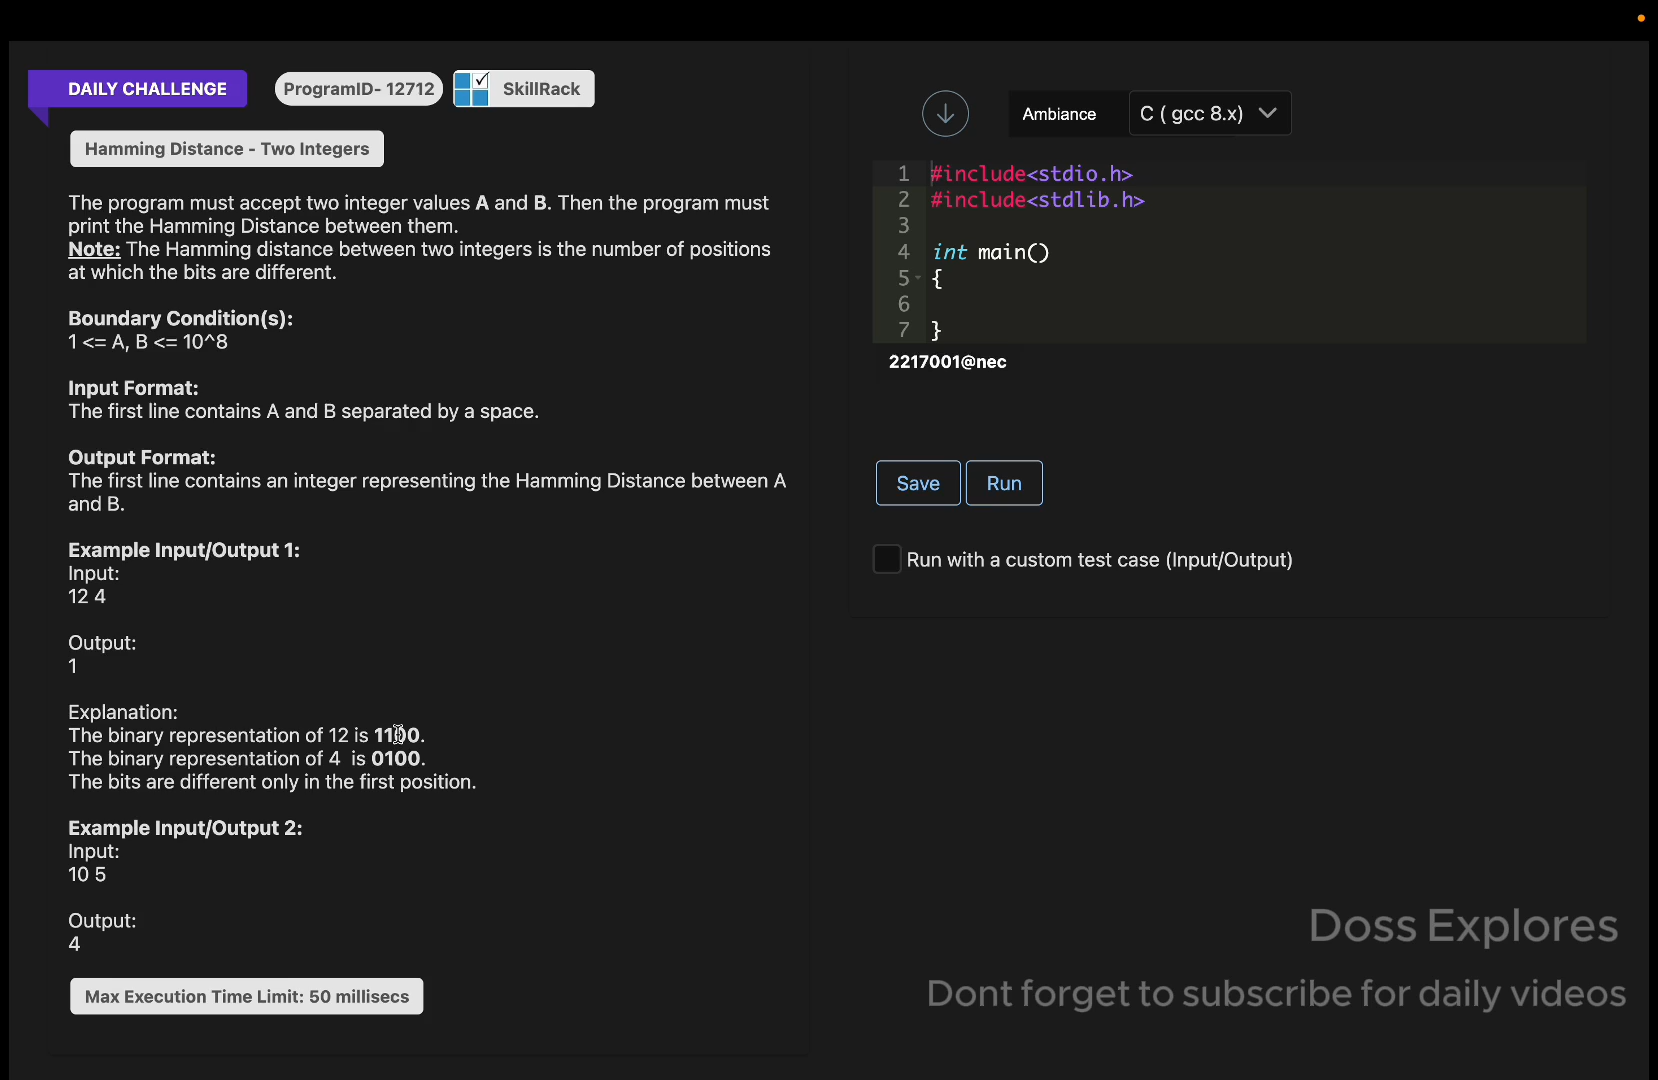 DAILY CHALLENGE
ProgramID- 12712
SkillRack
Hamming Distance - Two Integers
The program must accept two integer values A and B. Then the program must
print the Hamming Distance between them.
Note: The Hamming distance between two integers is the number of positions
at which the bits are different.
Boundary Condition(s):
1 <= A, B <= 10^8
Input Format:
The first line contains A and B separated by a space.
Output Format:
The first line contains an integer representing the Hamming Distance between A
and B.
Example Input/Output 1:
Input:
12 4
Output:
1
Explanation:
The binary representation of 12 is 1100.
The binary representation of 4  is 0100.
The bits are different only in the first position.
Example Input/Output 2:
Input:
10 5
Output:
4
Max Execution Time Limit: 50 millisecs
Ambiance
C ( gcc 8.x)
1 #include<stdio.h>
2 #include<stdlib.h>
3
4 int main()
5 {
6
7 }
2217001@nec
Save
Run
Run with a custom test case (Input/Output)
Doss Explores
Dont forget to subscribe for daily videos